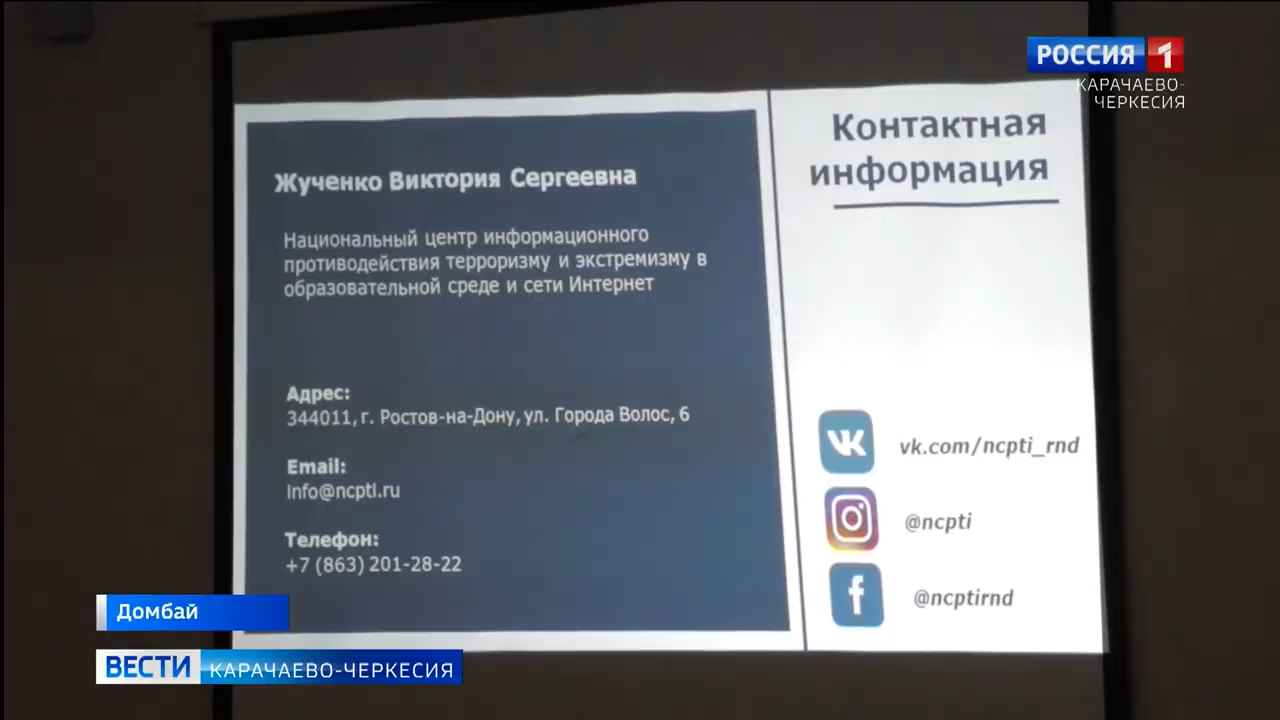 РОССИЯ 1
КАРАЧАЕВО-
ЧЕРКЕСИЯ
Контактная
информация
Жученко Виктория Сергеевна
Национальный центр информационного
противодействия терроризму и экстремизму в
образовательной среде и сети Интернет
Адрес:
344011, г. Ростов-на-Дону, ул. Города Волос, 6
Email:
info@ncpti.ru
Телефон:
+7 (863) 201-28-22
vk.com/ncpti_rnd
@ncpti
@ncptirnd
Домбай
ВЕСТИ КАРАЧАЕВО-ЧЕРКЕСИЯ